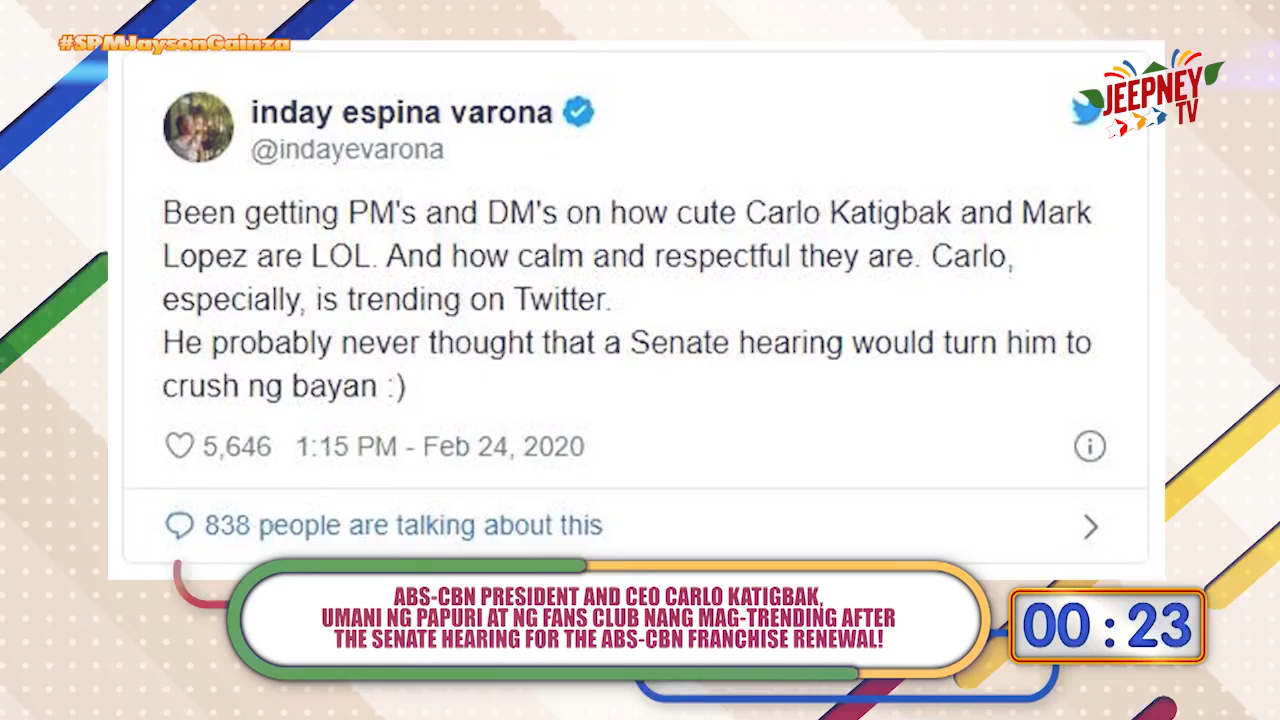 #SPMJaysonGainza
JEEPNEY
TV
inday espina varona
@indayevarona
Been getting PM's and DM's on how cute Carlo Katigbak and Mark
Lopez are LOL. And how calm and respectful they are. Carlo,
especially, is trending on Twitter.
He probably never thought that a Senate hearing would turn him to
crush ng bayan :)
5,646 1:15 PM - Feb 24, 2020
838 people are talking about this
ABS-CBN PRESIDENT AND CEO CARLO KATIGBAK,
UMANI NG PAPURI AT NG FANS CLUB NANG MAG-TRENDING AFTER
THE SENATE HEARING FOR THE ABS-CBN FRANCHISE RENEWAL!
00 : 23